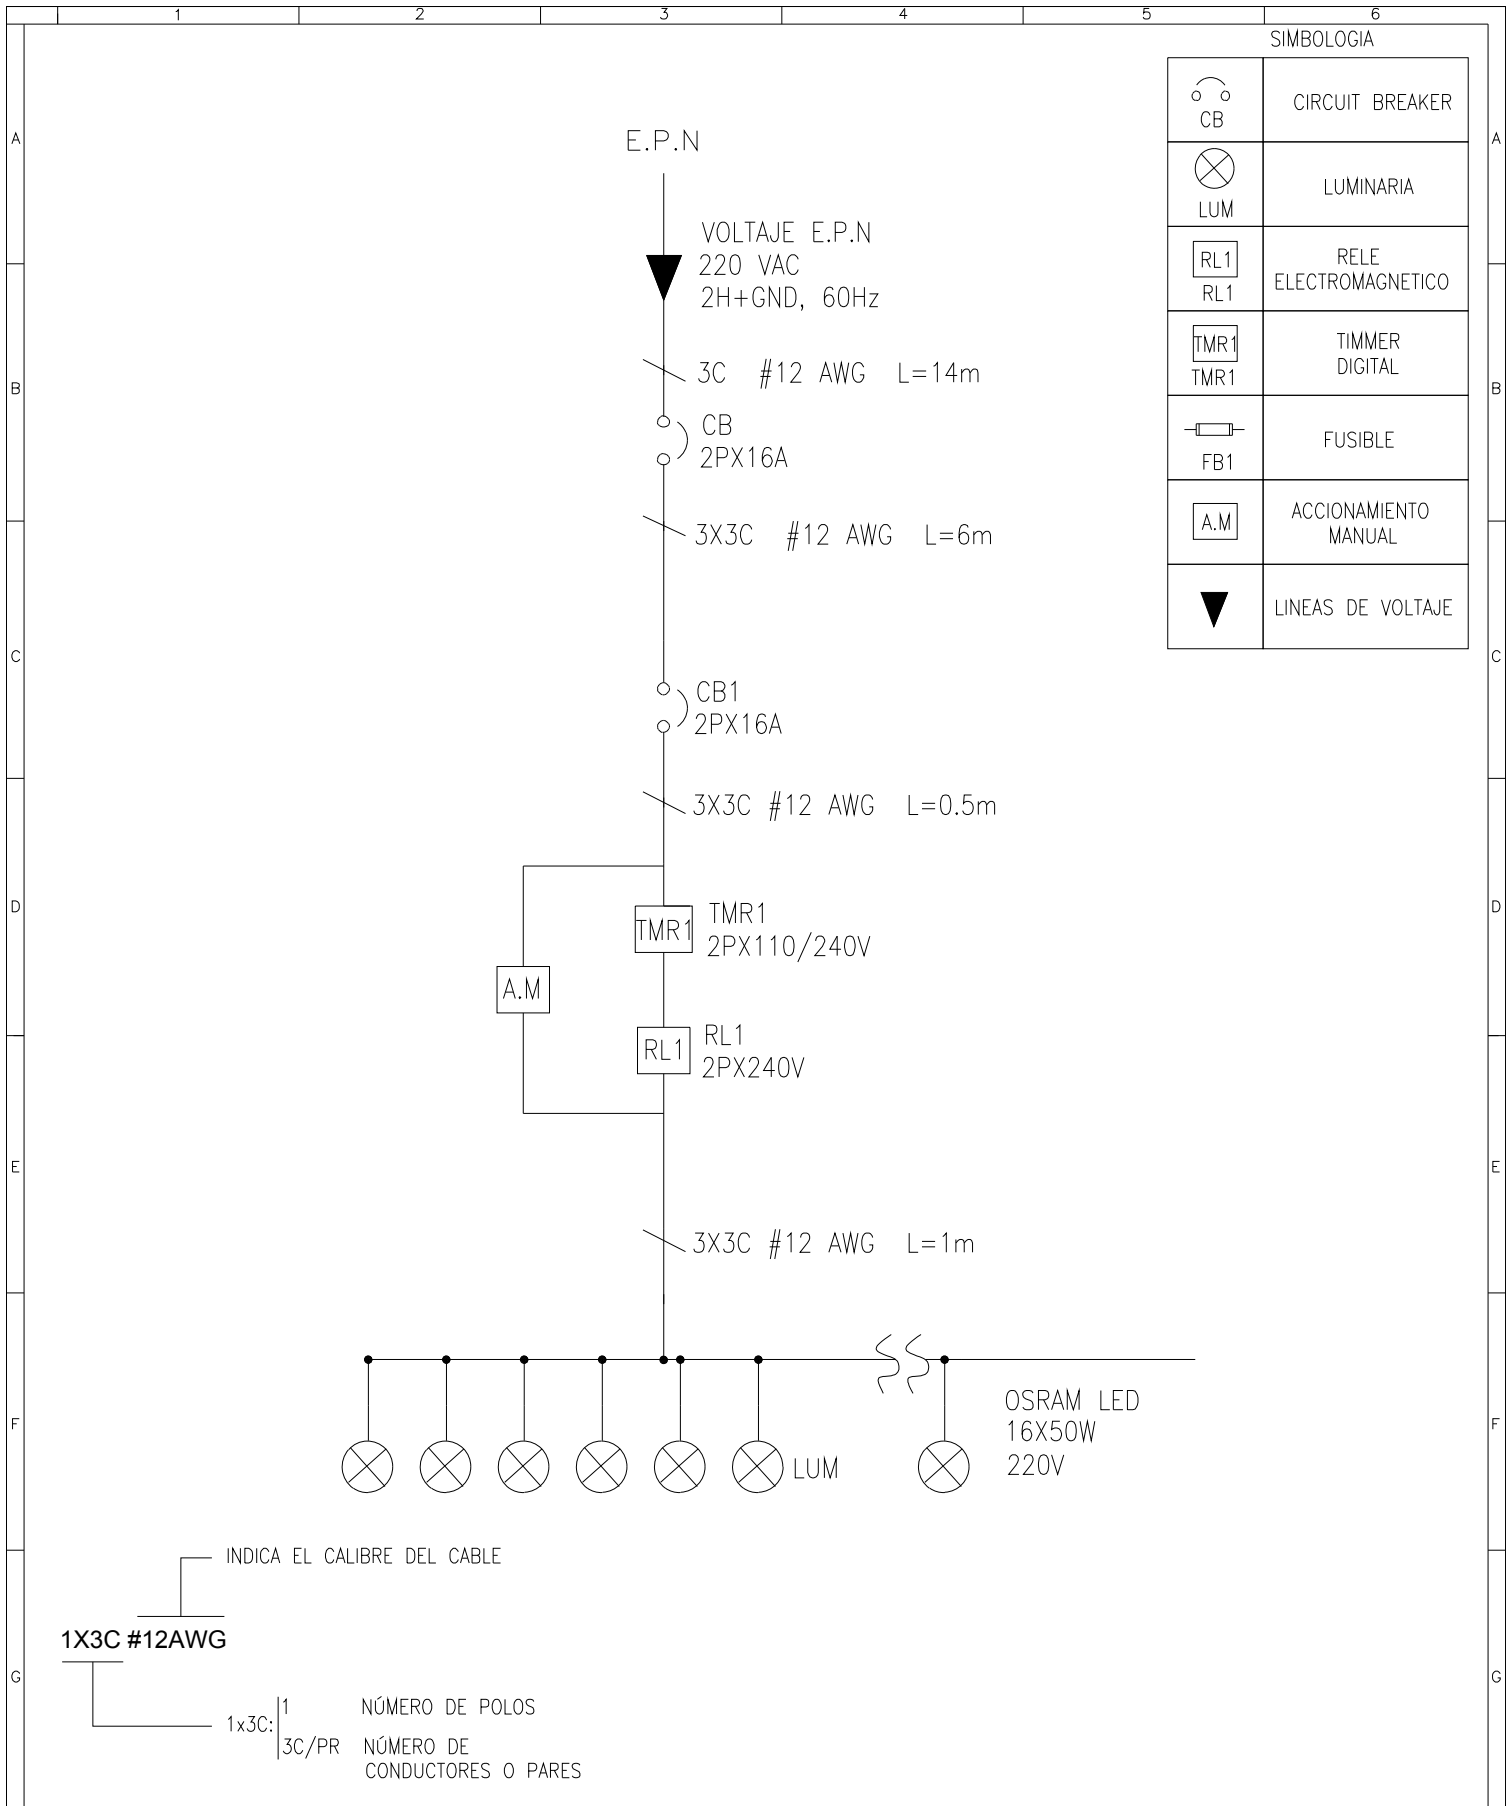 1 2 3 4 5 6
SIMBOLOGIA
CB
CIRCUIT BREAKER
LUM
LUMINARIA
RL1
RL1
RELE
ELECTROMAGNETICO
TMR1
TMR1
TIMMER
DIGITAL
FB1
FUSIBLE
A.M
ACCIONAMIENTO
MANUAL
LINEAS DE VOLTAJE
A
A
B
B
C
C
D
D
E
E
F
F
G
G
E.P.N
VOLTAJE E.P.N
220 VAC
2H+GND, 60Hz
3C #12 AWG L=14m
CB
2PX16A
3X3C #12 AWG L=6m
CB1
2PX16A
3X3C #12 AWG L=0.5m
TMR1
TMR1
2PX110/240V
A.M
RL1
RL1
2PX240V
3X3C #12 AWG L=1m
LUM
OSRAM LED
16X50W
220V
INDICA EL CALIBRE DEL CABLE
1X3C #12AWG
1x3C:
1 NÚMERO DE POLOS
3C/PR NÚMERO DE
CONDUCTORES O PARES